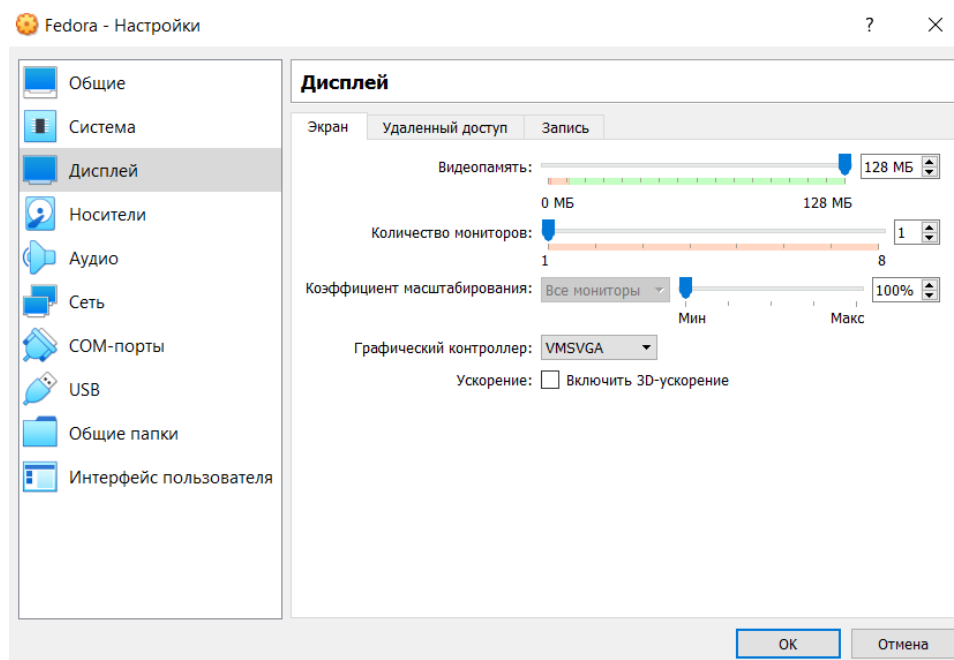 Fedora - Настройки
?
Общие
Система
Дисплей
Носители
Аудио
Сеть
COM-порты
USB
Общие папки
Интерфейс пользователя
Дисплей
Экран Удаленный доступ Запись
Видеопамять: 128 МБ
0 МБ 128 МБ
Количество мониторов: 1
1 8
Коэффициент масштабирования: Все мониторы 100%
Мин Макс
Графический контроллер: VMSVGA
Ускорение: Включить 3D-ускорение
OK Отмена